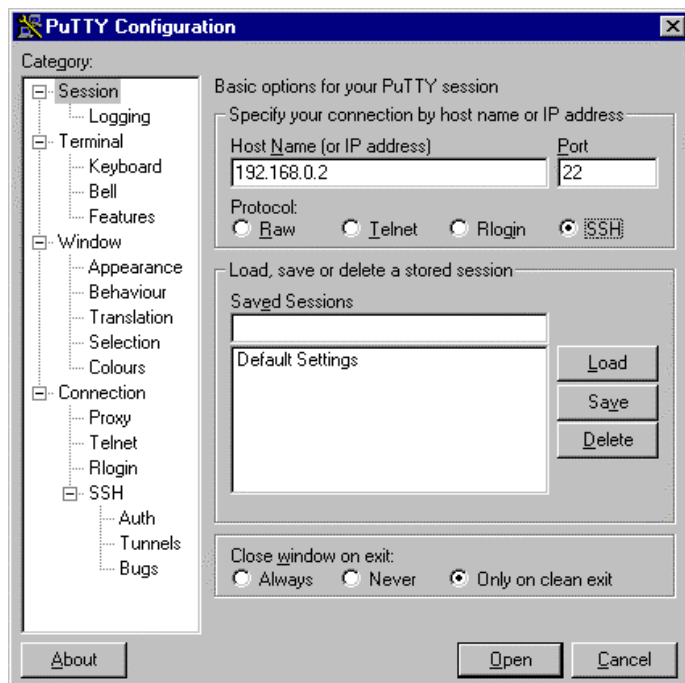 PuTTY Configuration
Category:
Session
Logging
Terminal
Keyboard
Bell
Features
Window
Appearance
Behaviour
Translation
Selection
Colours
Connection
Proxy
Telnet
Rlogin
SSH
Auth
Tunnels
Bugs
Basic options for your PuTTY session
Specify your connection by host name or IP address
Host Name (or IP address) Port
192.168.0.2 22
Protocol:
Raw Telnet Rlogin SSH
Load, save or delete a stored session
Saved Sessions
Default Settings
Load
Save
Delete
Close window on exit:
Always Never Only on clean exit
About Open Cancel